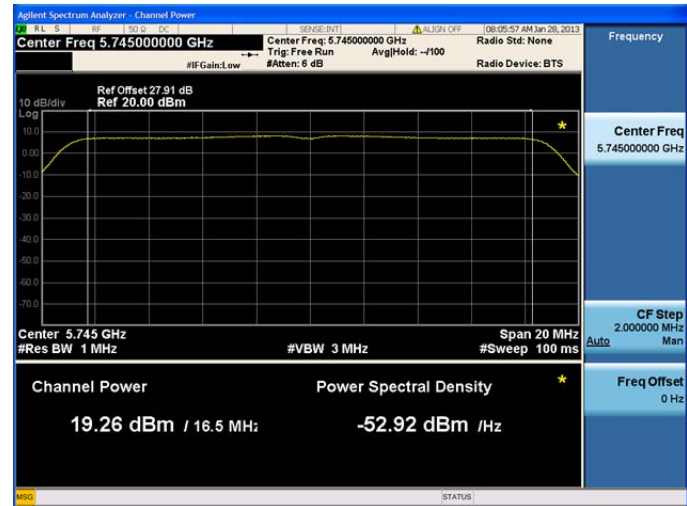 Agilent Spectrum Analyzer - Channel Power
RL S RF 50 Ω DC SENSE:INT ALIGN OFF 08:05:57 AM Jan 28, 2013
Center Freq 5.745000000 GHz
Center Freq: 5.745000000 GHz
Radio Std: None
Trig: Free Run Avg|Hold: --/100
#IFGain:Low #Atten: 6 dB Radio Device: BTS
Ref Offset 27.91 dB
10 dB/div Ref 20.00 dBm
Log
10.0
0.00
-10.0
-20.0
-30.0
-40.0
-50.0
-60.0
-70.0
Center 5.745 GHz Span 20 MHz
#Res BW 1 MHz #VBW 3 MHz #Sweep 100 ms
Channel Power Power Spectral Density
19.26 dBm / 16.5 MHz -52.92 dBm /Hz
MSG STATUS
Frequency
Center Freq
5.745000000 GHz
CF Step
2.000000 MHz
Auto Man
Freq Offset
0 Hz